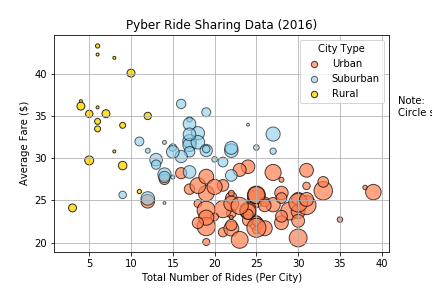 Pyber Ride Sharing Data (2016)
City Type
Urban
Suburban
Rural
Note:
Circle
40
35
30
25
20
Average Fare ($)
5 10 15 20 25 30 35 40
Total Number of Rides (Per City)